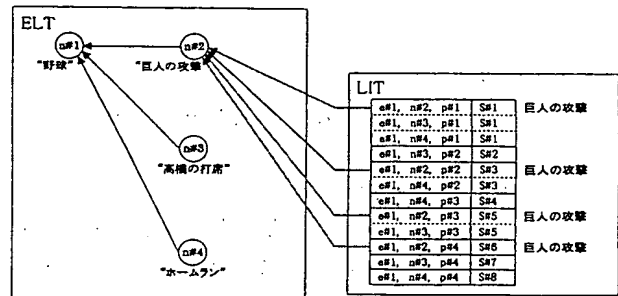 ELT
n#1
"野球"
n#2
"巨人の攻撃"
n#3
"高橋の打席"
n#4
"ホームラン"
LIT
e#1, n#2, p#1 S#1 巨人の攻撃
e#1, n#3, p#1 S#1
e#1, n#4, p#1 S#1
e#1, n#3, p#2 S#2
e#1, n#2, p#2 S#3 巨人の攻撃
e#1, n#4, p#2 S#3
e#1, n#4, p#3 S#4
e#1, n#2, p#3 S#5 巨人の攻撃
e#1, n#3, p#3 S#5
e#1, n#2, p#4 S#6 巨人の攻撃
e#1, n#3, p#4 S#7
e#1, n#4, p#4 S#8